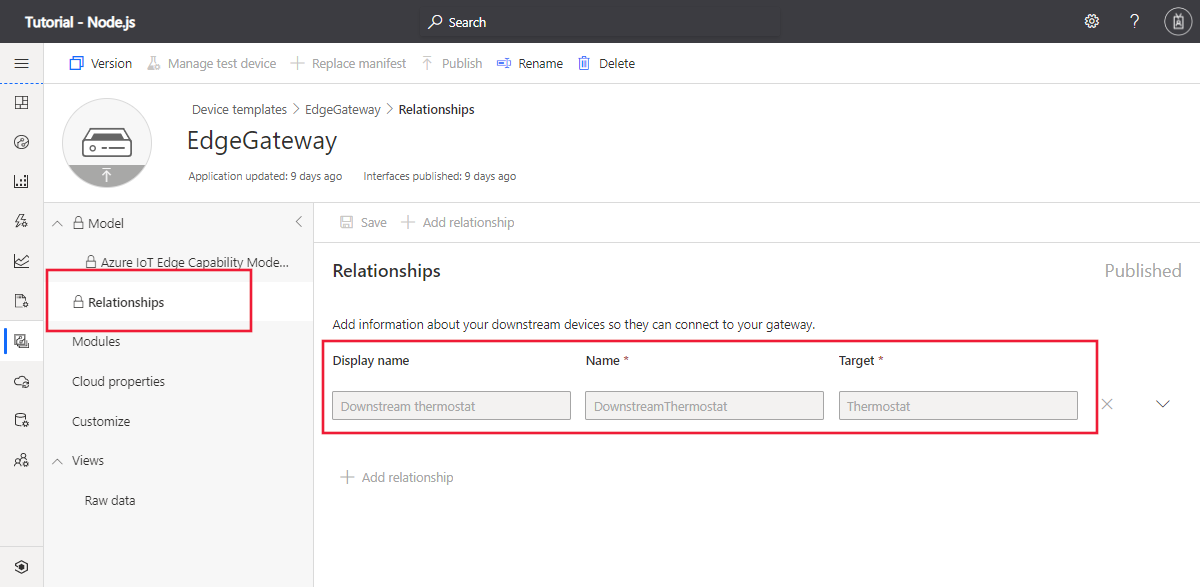 Tutorial - Node.js
Search
Version
Manage test device
Replace manifest
Publish
Rename
Delete
Device templates > EdgeGateway > Relationships
EdgeGateway
Application updated: 9 days ago
Interfaces published: 9 days ago
Model
Azure IoT Edge Capability Mode...
Relationships
Modules
Cloud properties
Customize
Views
Raw data
Save
Add relationship
Relationships
Published
Add information about your downstream devices so they can connect to your gateway.
Display name
Name *
Target *
Downstream thermostat
DownstreamThermostat
Thermostat
Add relationship